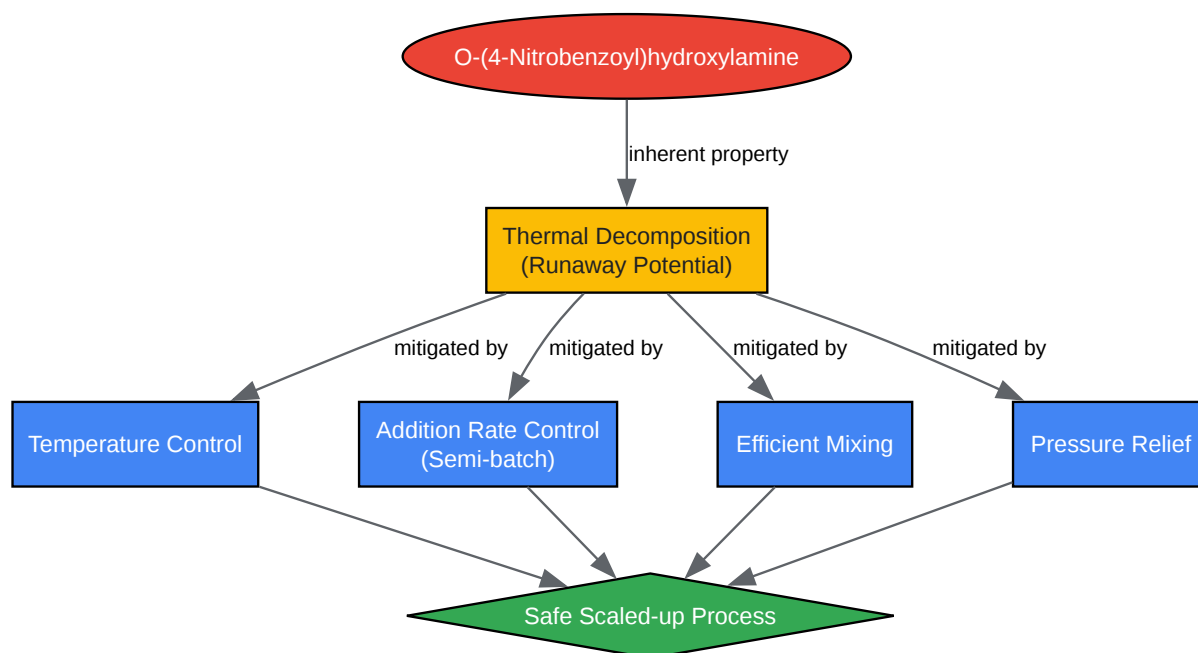 O-(4-Nitrobenzoyl)hydroxylamine
inherent property
Thermal Decomposition
(Runaway Potential)
mitigated by
mitigated by
mitigated by
mitigated by
Temperature Control
Addition Rate Control
(Semi-batch)
Efficient Mixing
Pressure Relief
Safe Scaled-up Process